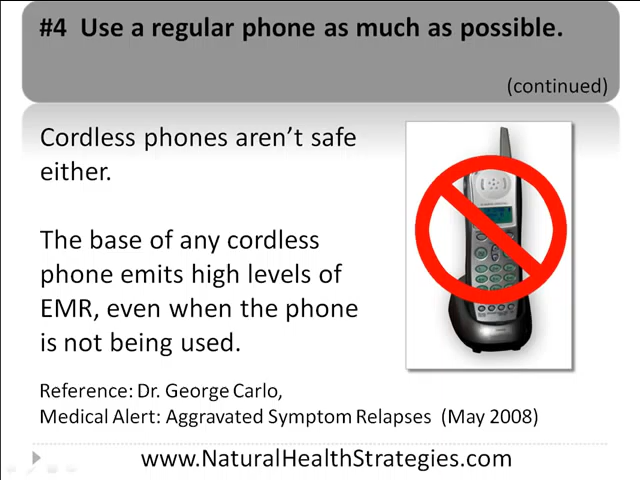 #4  Use a regular phone as much as possible.
(continued)
Cordless phones aren't safe
either.
The base of any cordless
phone emits high levels of
EMR, even when the phone
is not being used.
Reference: Dr. George Carlo,
Medical Alert: Aggravated Symptom Relapses  (May 2008)
www.NaturalHealthStrategies.com